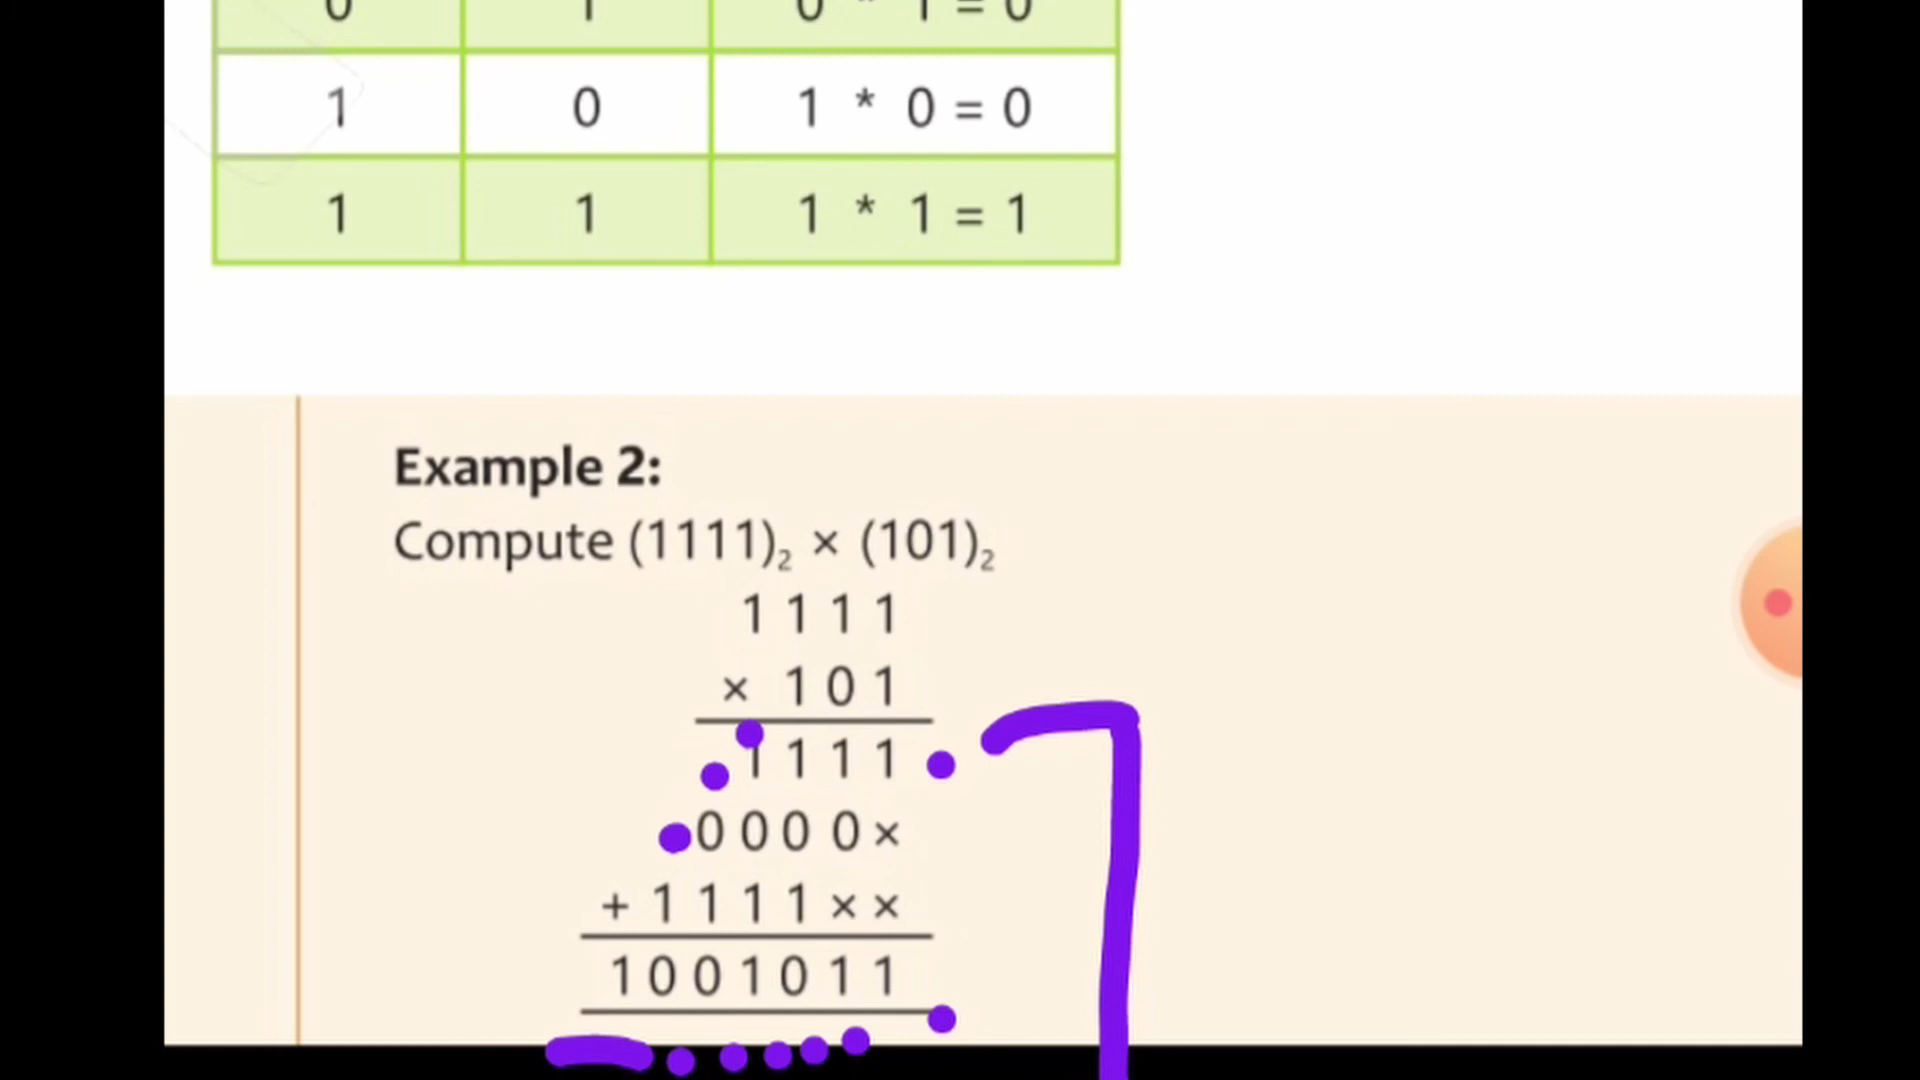 0 1 0 * 1 = 0
1 0 1 * 0 = 0
1 1 1 * 1 = 1
Example 2:
Compute (1111)₂ × (101)₂
1 1 1 1
× 1 0 1
1 1 1 1
0 0 0 0 ×
+ 1 1 1 1 × ×
1 0 0 1 0 1 1